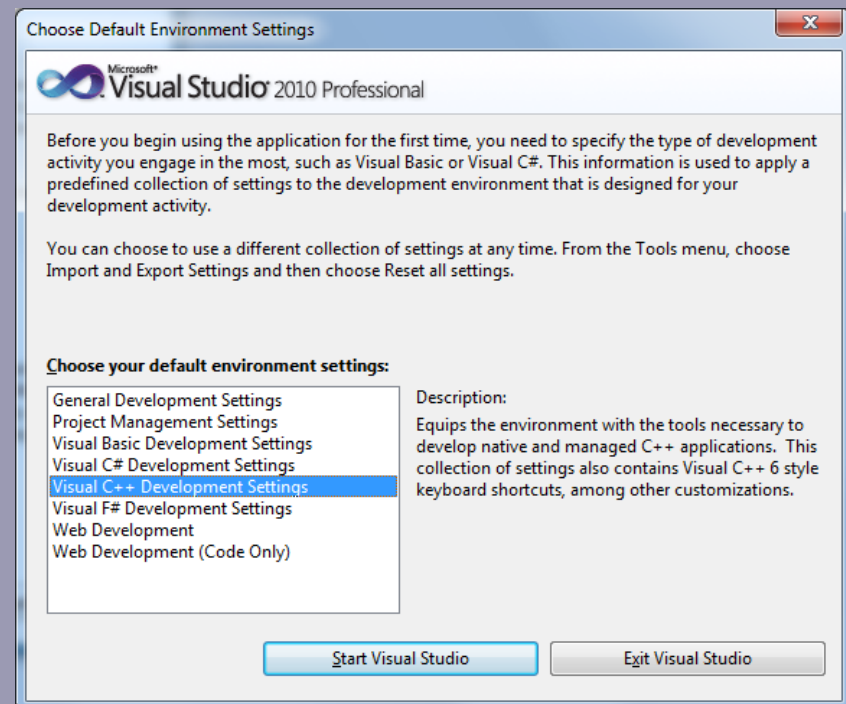 Choose Default Environment Settings
Microsoft®
Visual Studio® 2010 Professional
Before you begin using the application for the first time, you need to specify the type of development
activity you engage in the most, such as Visual Basic or Visual C#. This information is used to apply a
predefined collection of settings to the development environment that is designed for your
development activity.
You can choose to use a different collection of settings at any time. From the Tools menu, choose
Import and Export Settings and then choose Reset all settings.
Choose your default environment settings:
General Development Settings
Project Management Settings
Visual Basic Development Settings
Visual C# Development Settings
Visual C++ Development Settings
Visual F# Development Settings
Web Development
Web Development (Code Only)
Description:
Equips the environment with the tools necessary to
develop native and managed C++ applications. This
collection of settings also contains Visual C++ 6 style
keyboard shortcuts, among other customizations.
Start Visual Studio
Exit Visual Studio